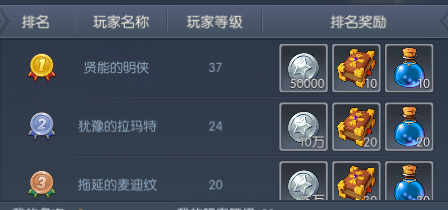 排名 玩家名称 玩家等级 排名奖励
1 贤能的明侠 37 50000 10 10
2 犹豫的拉玛特 24 10万 20 20
3 拖延的麦迪纹 20 20 20